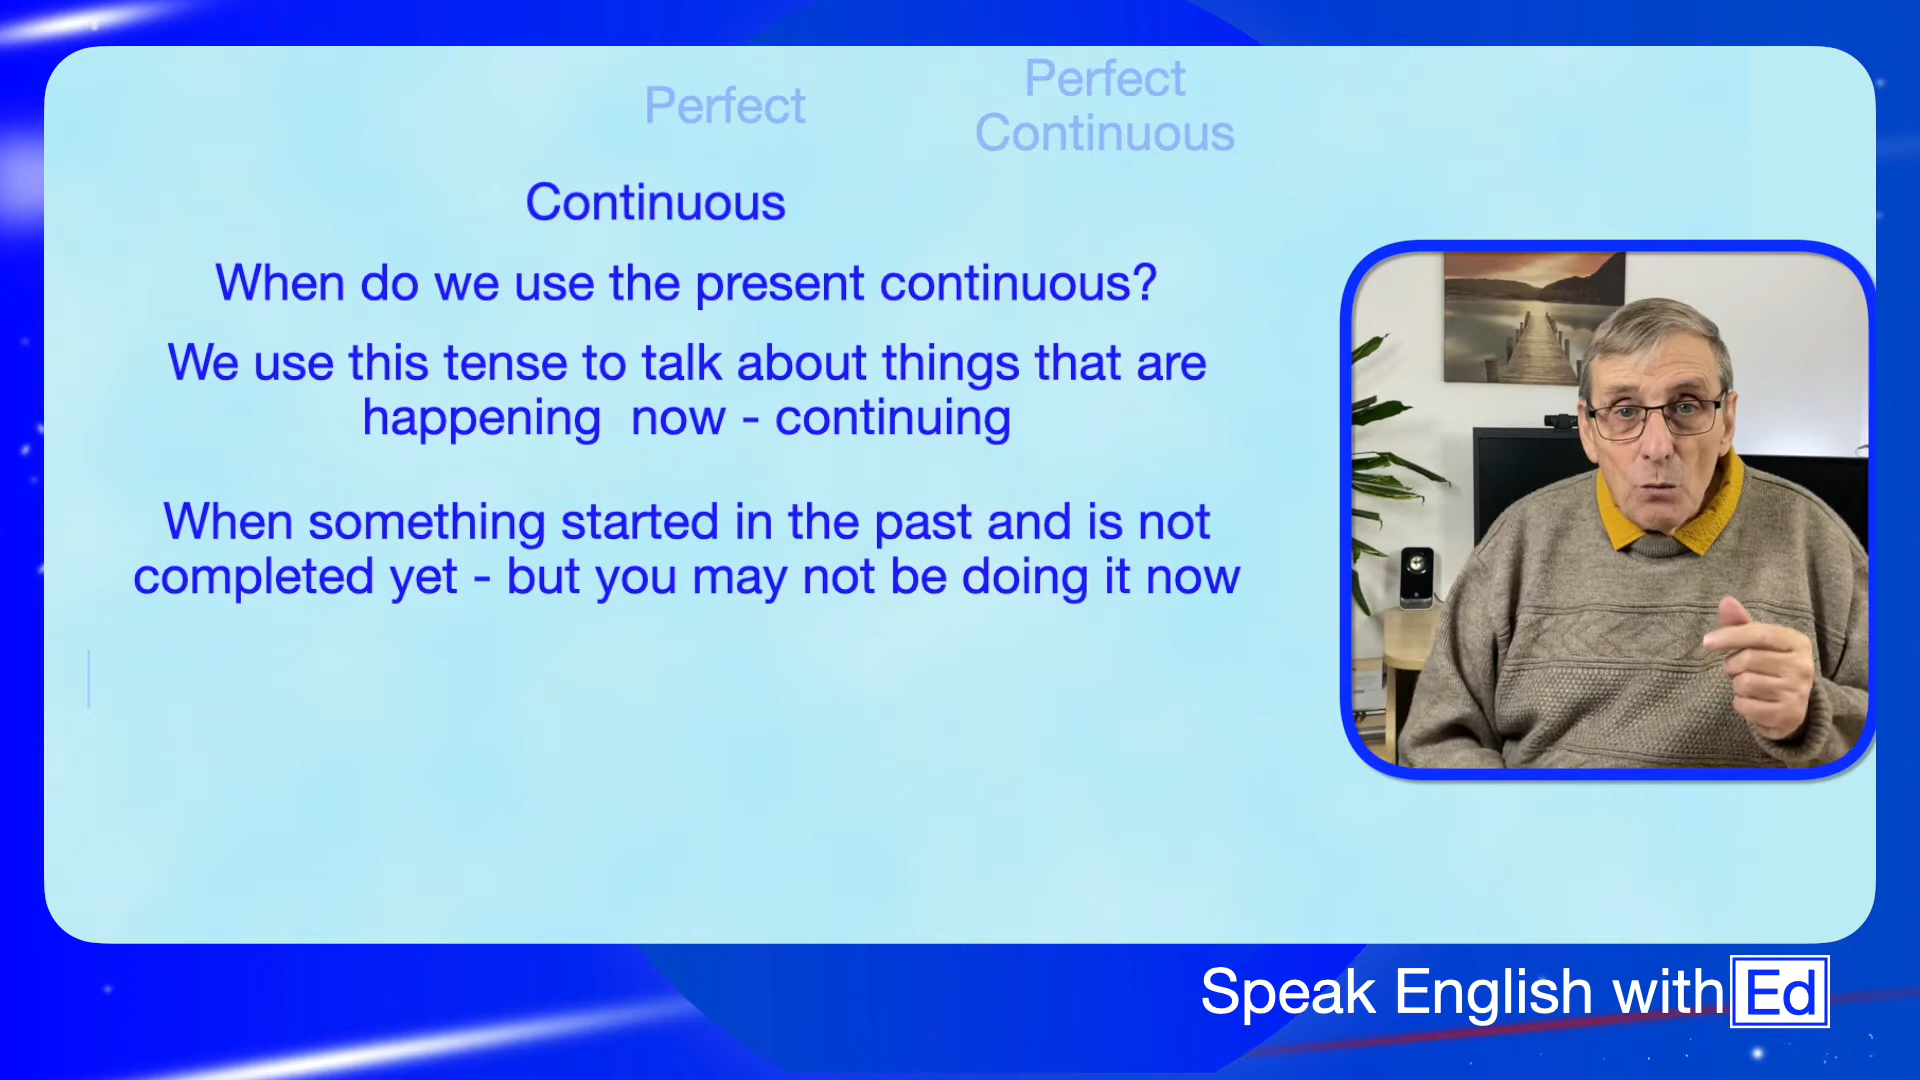 Perfect
Perfect
Continuous
Continuous
When do we use the present continuous?
We use this tense to talk about things that are
happening  now - continuing
When something started in the past and is not
completed yet - but you may not be doing it now
Speak English with Ed